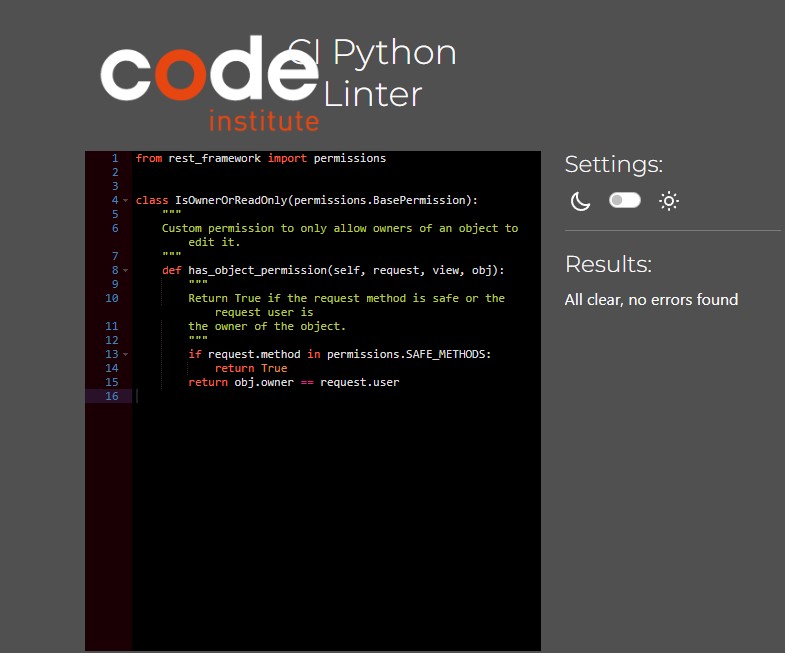 code
institute
CI Python
Linter
1 from rest_framework import permissions
2
3
4 class IsOwnerOrReadOnly(permissions.BasePermission):
5 """
6 Custom permission to only allow owners of an object to
edit it.
7 """
8 def has_object_permission(self, request, view, obj):
9 """
10 Return True if the request method is safe or the
request user is
11 the owner of the object.
12 """
13 if request.method in permissions.SAFE_METHODS:
14 return True
15 return obj.owner == request.user
16
Settings:
Results:
All clear, no errors found